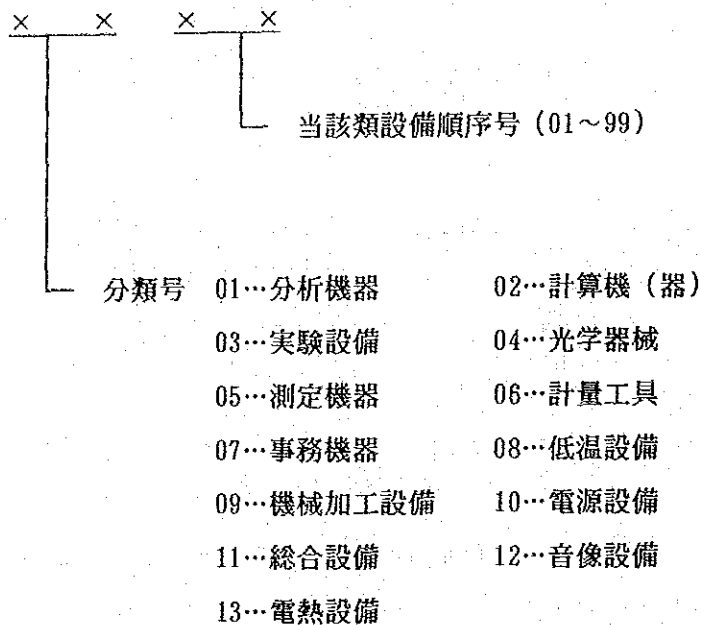 × × × ×
当該類設備順序号（01～99）
分類号 01…分析機器 02…計算機（器）
03…実験設備 04…光学器械
05…測定機器 06…計量工具
07…事務機器 08…低温設備
09…機械加工設備 10…電源設備
11…総合設備 12…音像設備
13…電熱設備